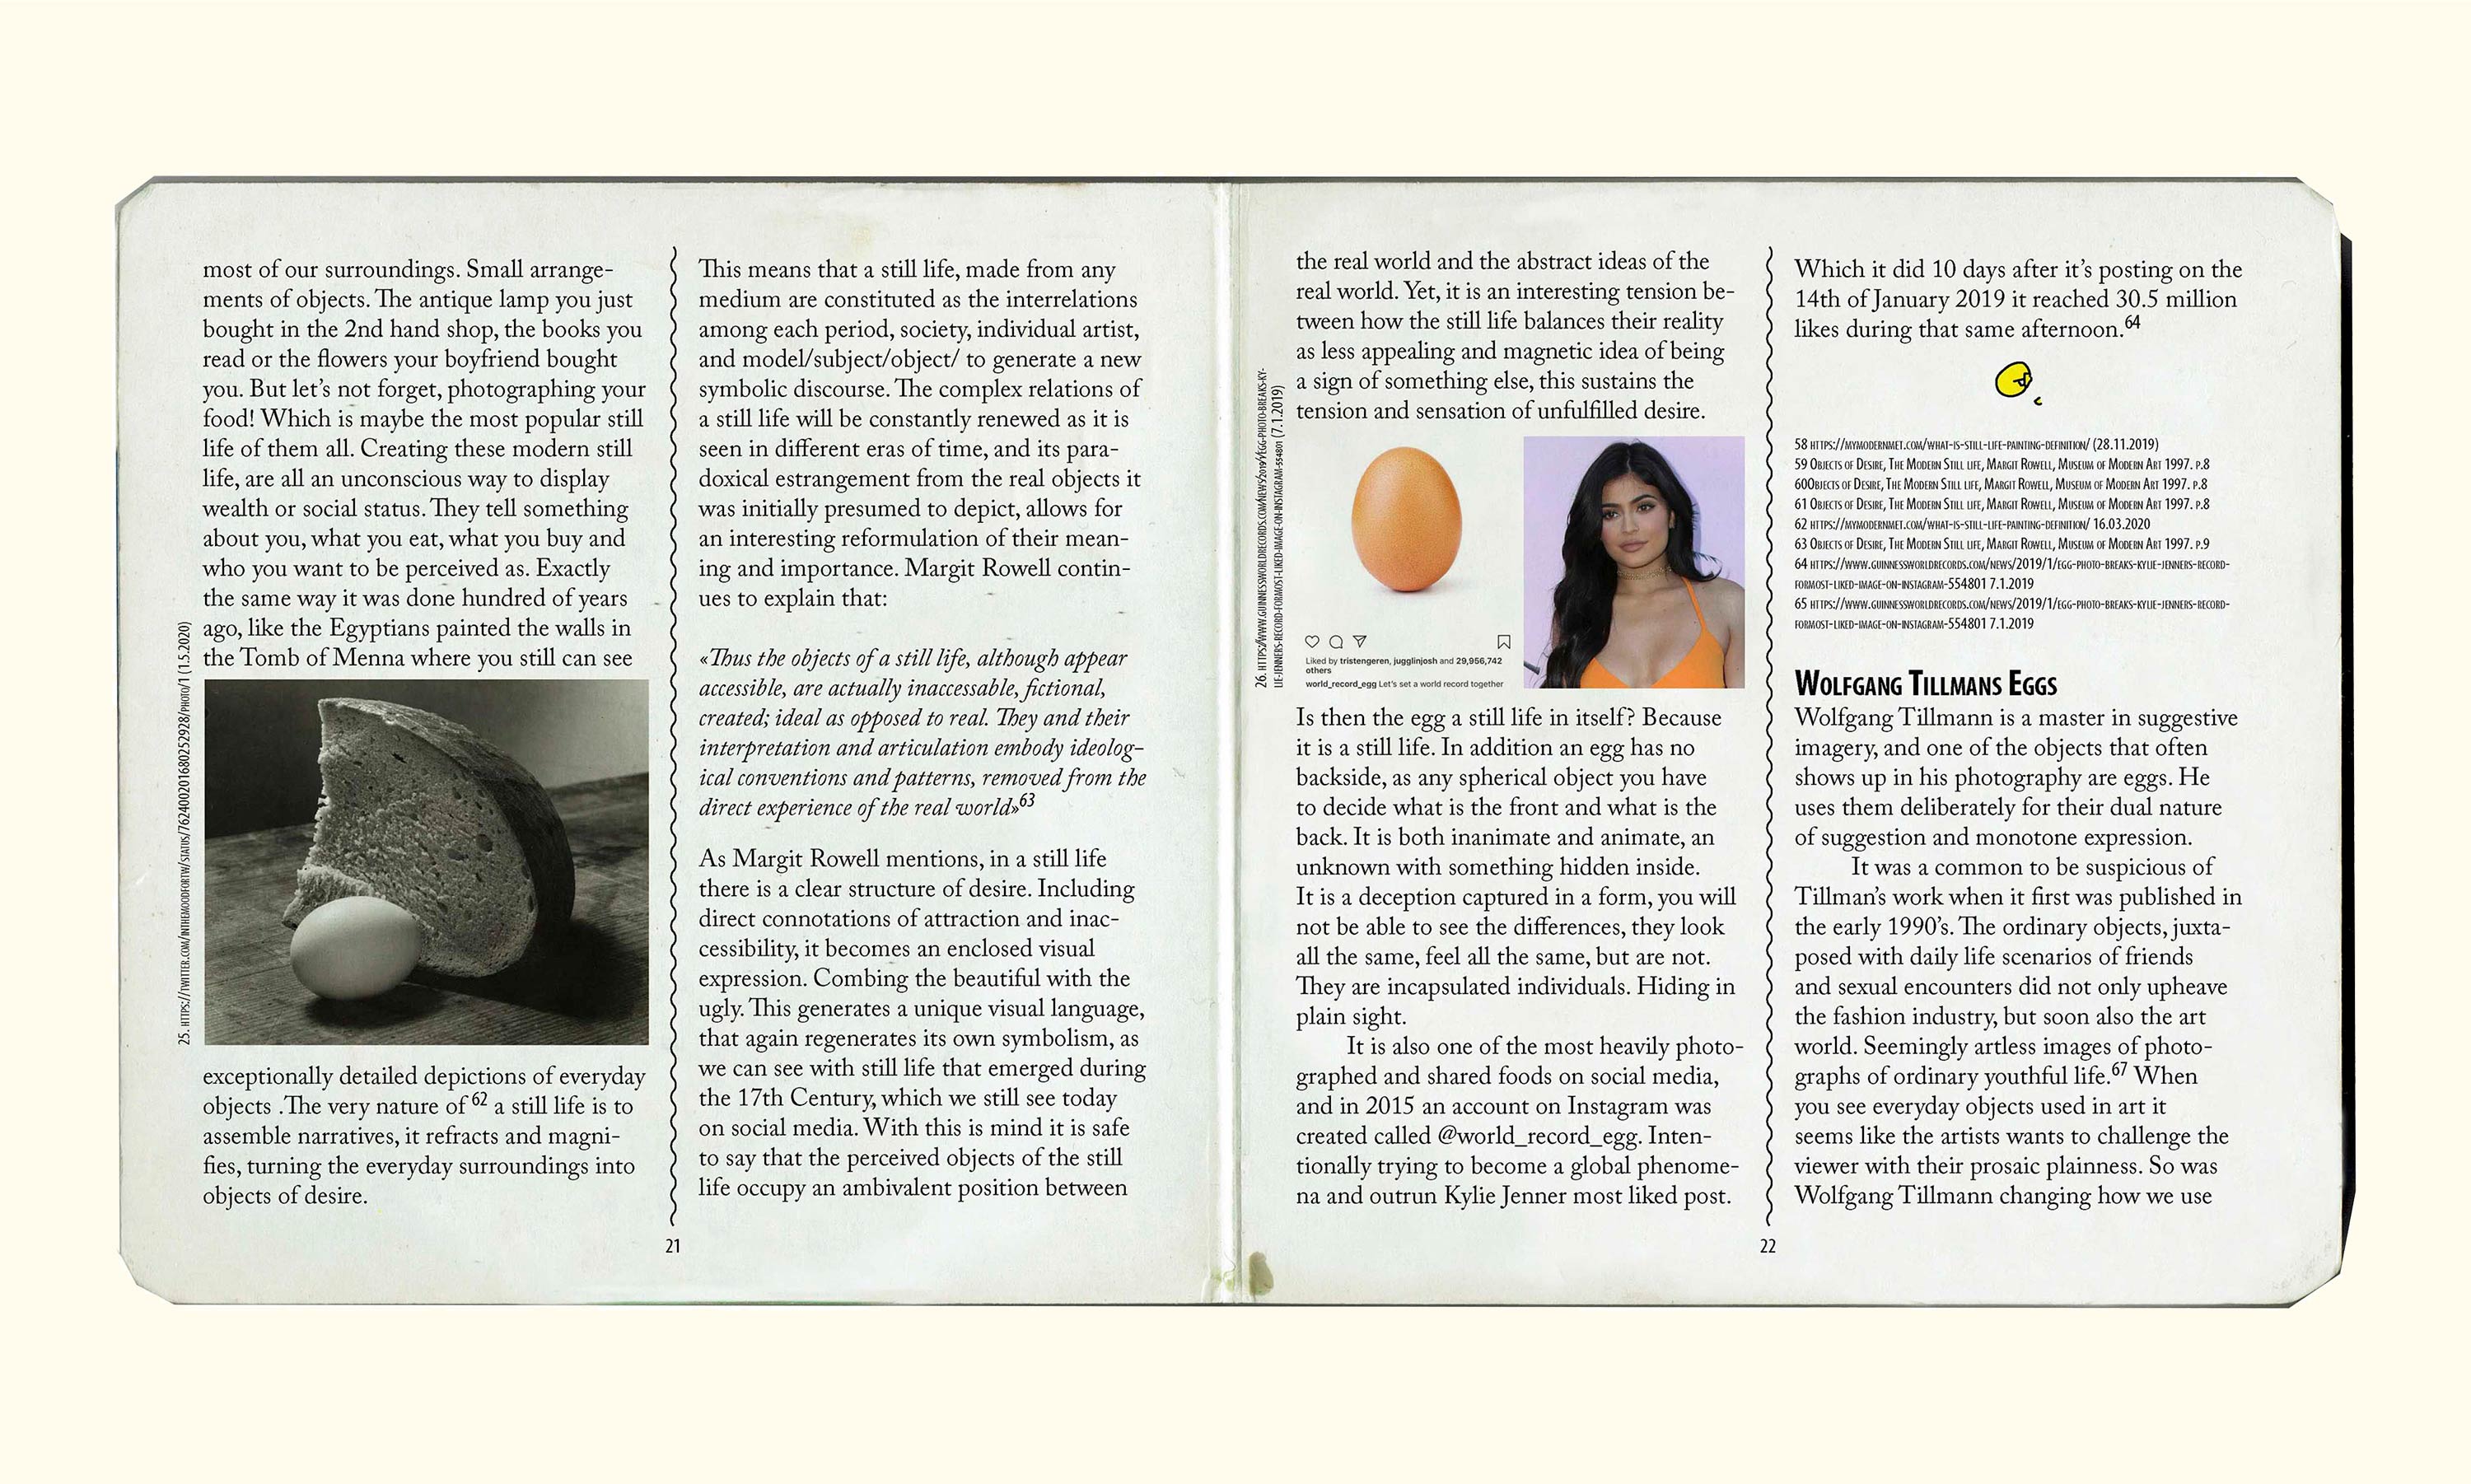 most of our surroundings. Small arrange-
ments of objects. The antique lamp you just
bought in the 2nd hand shop, the books you
read or the flowers your boyfriend bought
you. But let's not forget, photographing your
food! Which is maybe the most popular still
life of them all. Creating these modern still
life, are all an unconscious way to display
wealth or social status. They tell something
about you, what you eat, what you buy and
who you want to be perceived as. Exactly
the same way it was done hundred of years
ago, like the Egyptians painted the walls in
the Tomb of Menna where you still can see
25. https://twitter.com/inthemoodfortw/status/762400201680252928/photo/1 (1.5.2020)
exceptionally detailed depictions of everyday
objects .The very nature of 62 a still life is to
assemble narratives, it refracts and magni-
fies, turning the everyday surroundings into
objects of desire.
This means that a still life, made from any
medium are constituted as the interrelations
among each period, society, individual artist,
and model/subject/object/ to generate a new
symbolic discourse. The complex relations of
a still life will be constantly renewed as it is
seen in different eras of time, and its para-
doxical estrangement from the real objects it
was initially presumed to depict, allows for
an interesting reformulation of their mean-
ing and importance. Margit Rowell contin-
ues to explain that:
«Thus the objects of a still life, although appear
accessible, are actually inaccessable, fictional,
created; ideal as opposed to real. They and their
interpretation and articulation embody ideolog-
ical conventions and patterns, removed from the
direct experience of the real world»63
As Margit Rowell mentions, in a still life
there is a clear structure of desire. Including
direct connotations of attraction and inac-
cessibility, it becomes an enclosed visual
expression. Combing the beautiful with the
ugly. This generates a unique visual language,
that again regenerates its own symbolism, as
we can see with still life that emerged during
the 17th Century, which we still see today
on social media. With this is mind it is safe
to say that the perceived objects of the still
life occupy an ambivalent position between
21
the real world and the abstract ideas of the
real world. Yet, it is an interesting tension be-
tween how the still life balances their reality
as less appealing and magnetic idea of being
a sign of something else, this sustains the
tension and sensation of unfulfilled desire.
26. https://www.guinnessworldrecords.com/news/2019/1/egg-photo-breaks-ky-
lie-jenners-record-formost-liked-image-on-instagram-554801 (7.1.2019)
Liked by tristengeren, jugglinjosh and 29,956,742
others
world_record_egg Let's set a world record together
Is then the egg a still life in itself? Because
it is a still life. In addition an egg has no
backside, as any spherical object you have
to decide what is the front and what is the
back. It is both inanimate and animate, an
unknown with something hidden inside.
It is a deception captured in a form, you will
not be able to see the differences, they look
all the same, feel all the same, but are not.
They are incapsulated individuals. Hiding in
plain sight.
It is also one of the most heavily photo-
graphed and shared foods on social media,
and in 2015 an account on Instagram was
created called @world_record_egg. Inten-
tionally trying to become a global phenome-
na and outrun Kylie Jenner most liked post.
Which it did 10 days after it's posting on the
14th of January 2019 it reached 30.5 million
likes during that same afternoon.64
58 https://mymodernmet.com/what-is-still-life-painting-definition/ (28.11.2019)
59 Objects of Desire, The Modern Still life, Margit Rowell, Museum of Modern Art 1997. p.8
60Objects of Desire, The Modern Still life, Margit Rowell, Museum of Modern Art 1997. p.8
61 Objects of Desire, The Modern Still life, Margit Rowell, Museum of Modern Art 1997. p.8
62 https://mymodernmet.com/what-is-still-life-painting-definition/ 16.03.2020
63 Objects of Desire, The Modern Still life, Margit Rowell, Museum of Modern Art 1997. p.9
64 https://www.guinnessworldrecords.com/news/2019/1/egg-photo-breaks-kylie-jenners-record-
formost-liked-image-on-instagram-554801 7.1.2019
65 https://www.guinnessworldrecords.com/news/2019/1/egg-photo-breaks-kylie-jenners-record-
formost-liked-image-on-instagram-554801 7.1.2019
Wolfgang Tillmans Eggs
Wolfgang Tillmann is a master in suggestive
imagery, and one of the objects that often
shows up in his photography are eggs. He
uses them deliberately for their dual nature
of suggestion and monotone expression.
It was a common to be suspicious of
Tillman's work when it first was published in
the early 1990's. The ordinary objects, juxta-
posed with daily life scenarios of friends
and sexual encounters did not only upheave
the fashion industry, but soon also the art
world. Seemingly artless images of photo-
graphs of ordinary youthful life.67 When
you see everyday objects used in art it
seems like the artists wants to challenge the
viewer with their prosaic plainness. So was
Wolfgang Tillmann changing how we use
22